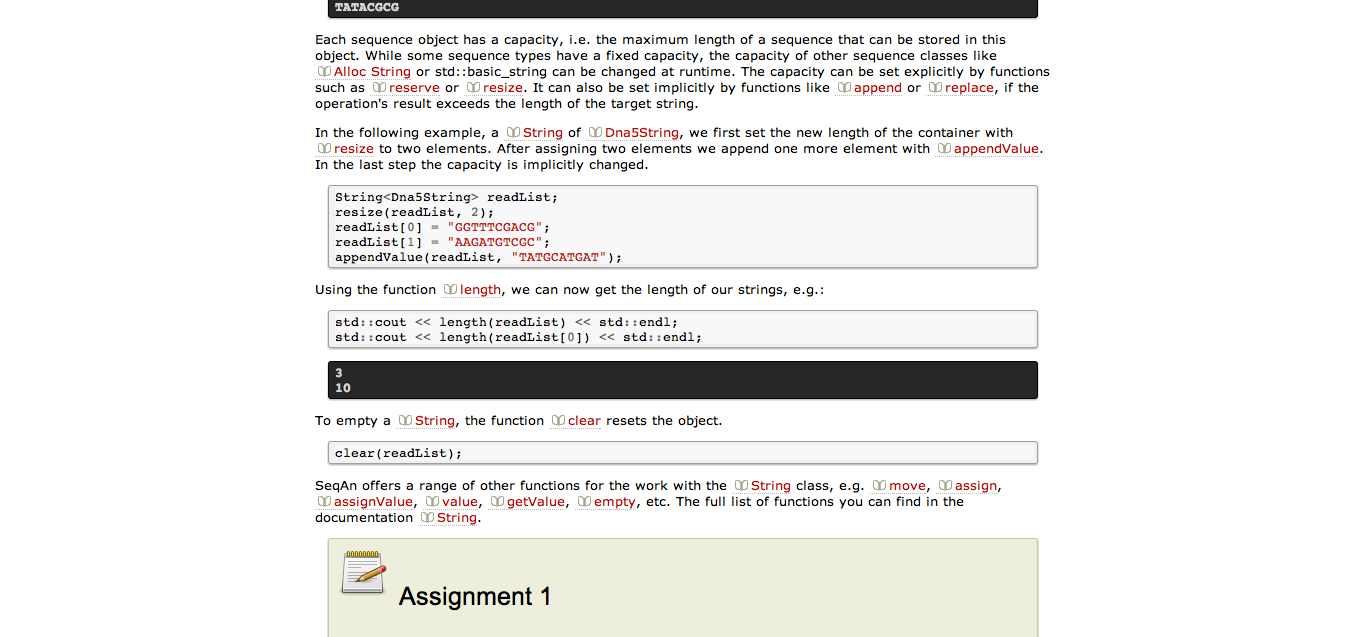 TATACGCG
Each sequence object has a capacity, i.e. the maximum length of a sequence that can be stored in this
object. While some sequence types have a fixed capacity, the capacity of other sequence classes like
Alloc String or std::basic_string can be changed at runtime. The capacity can be set explicitly by functions
such as reserve or resize. It can also be set implicitly by functions like append or replace, if the
operation's result exceeds the length of the target string.
In the following example, a String of Dna5String, we first set the new length of the container with
resize to two elements. After assigning two elements we append one more element with appendValue.
In the last step the capacity is implicitly changed.
String<Dna5String> readList;
resize(readList, 2);
readList[0] = "GGTTTCGACG";
readList[1] = "AAGATGTCGC";
appendValue(readList, "TATGCATGAT");
Using the function length, we can now get the length of our strings, e.g.:
std::cout << length(readList) << std::endl;
std::cout << length(readList[0]) << std::endl;
3
10
To empty a String, the function clear resets the object.
clear(readList);
SeqAn offers a range of other functions for the work with the String class, e.g. move, assign,
assignValue, value, getValue, empty, etc. The full list of functions you can find in the
documentation String.
Assignment 1